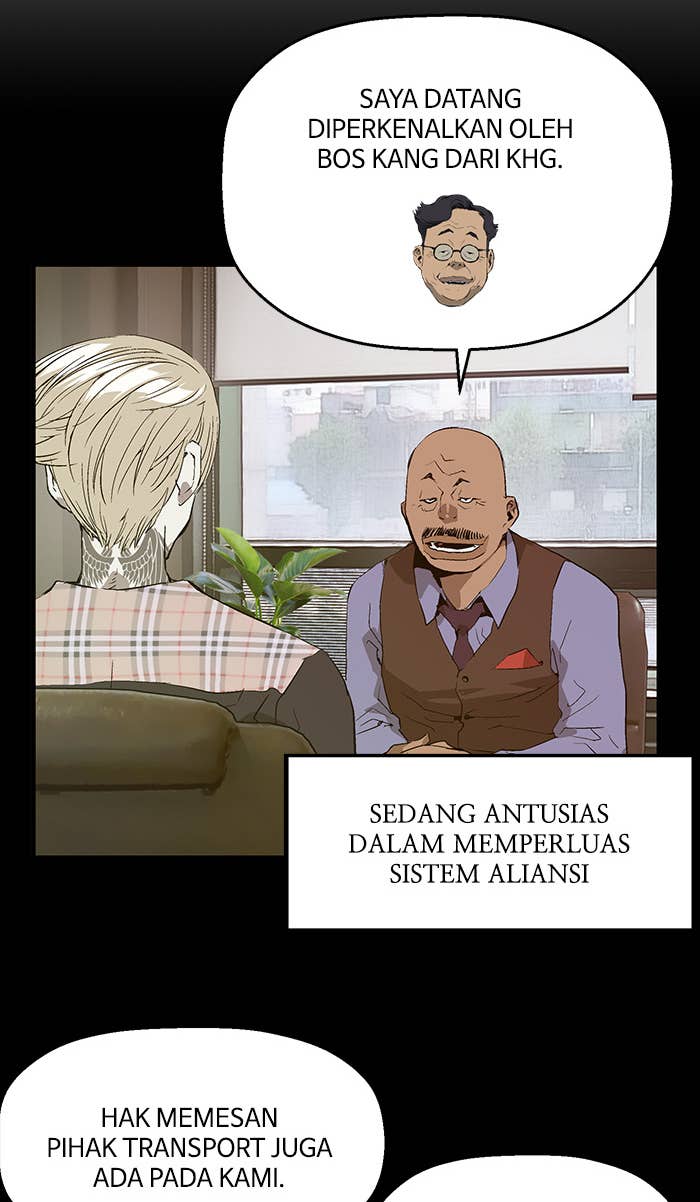 SAYA DATANG
DIPERKENALKAN OLEH
BOS KANG DARI KHG.
SEDANG ANTUSIAS
DALAM MEMPERLUAS
SISTEM ALIANSI
HAK MEMESAN
PIHAK TRANSPORT JUGA
ADA PADA KAMI.